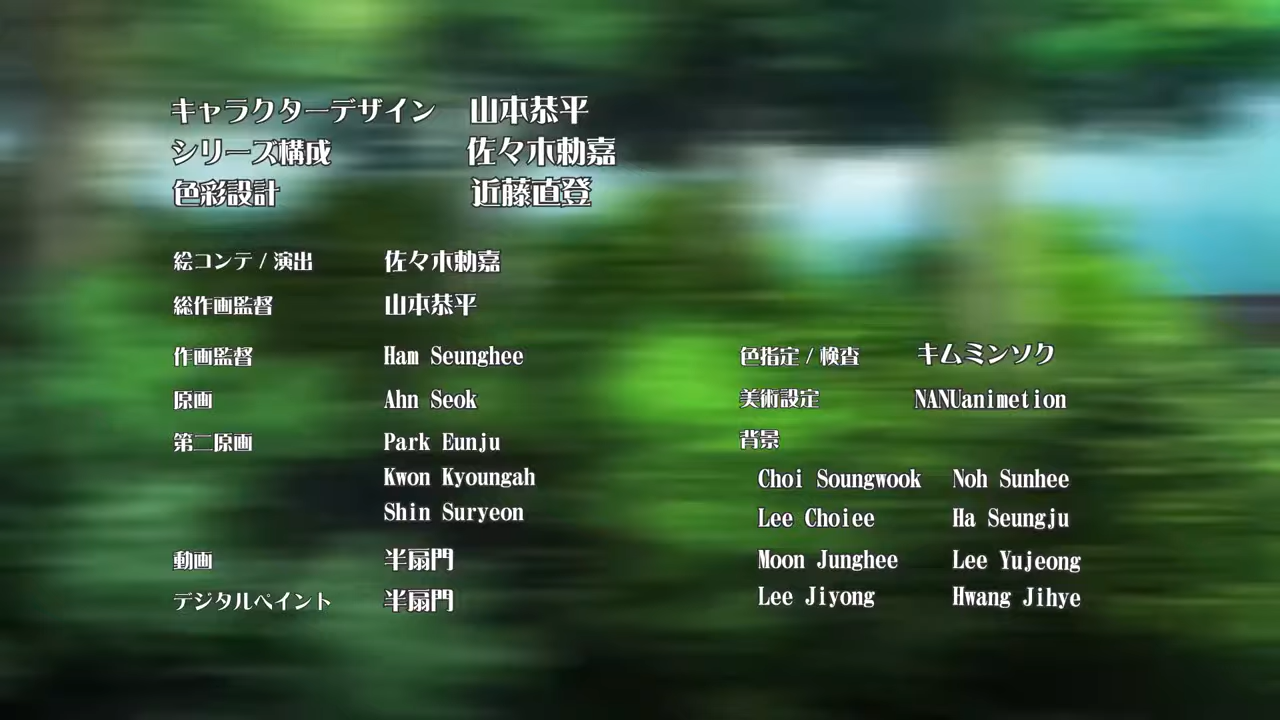 キャラクターデザイン 山本恭平
シリーズ構成 佐々木勅嘉
色彩設計 近藤直登
絵コンテ / 演出 佐々木勅嘉
総作画監督 山本恭平
作画監督 Ham Seunghee
原画 Ahn Seok
第二原画 Park Eunju
Kwon Kyoungah
Shin Suryeon
動画 半扇門
デジタルペイント 半扇門
色指定 / 検査 キムミンソク
美術設定 NANUanimetion
背景
Choi Soungwook Noh Sunhee
Lee Choiee Ha Seungju
Moon Junghee Lee Yujeong
Lee Jiyong Hwang Jihye